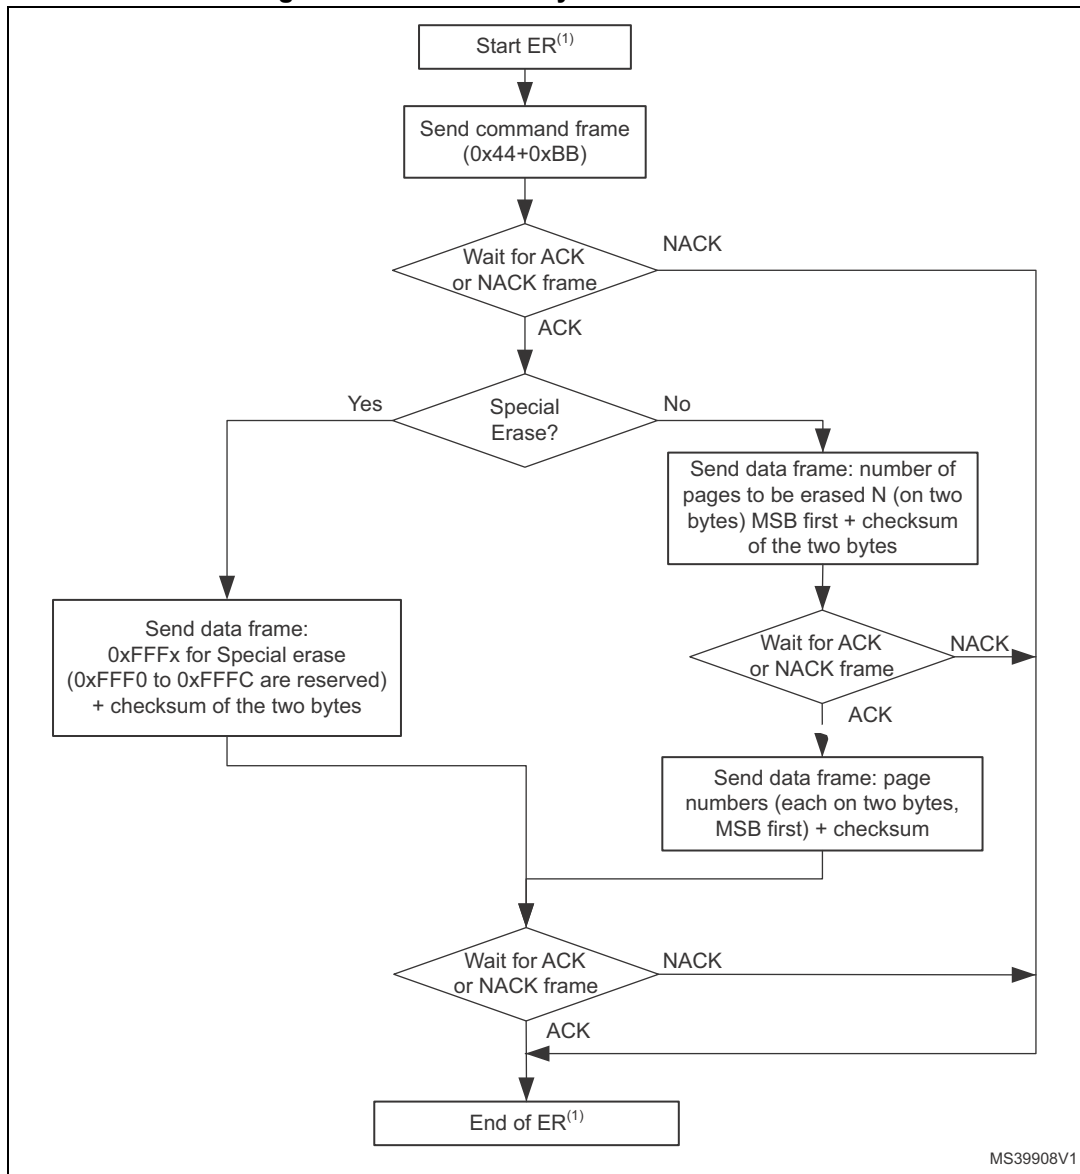 Start ER(1)
Send command frame
(0x44+0xBB)
Wait for ACK
or NACK frame
NACK
ACK
Special
Erase?
Yes
No
Send data frame: number of
pages to be erased N (on two
bytes) MSB first + checksum
of the two bytes
Send data frame:
0xFFFx for Special erase
(0xFFF0 to 0xFFFC are reserved)
+ checksum of the two bytes
Wait for ACK
or NACK frame
NACK
ACK
Send data frame: page
numbers (each on two bytes,
MSB first) + checksum
Wait for ACK
or NACK frame
NACK
ACK
End of ER(1)
MS39908V1